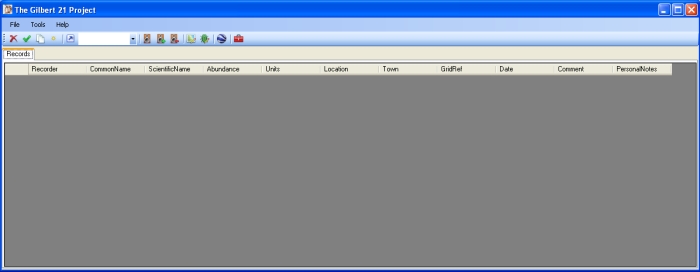 The Gilbert 21 Project
File Tools Help
Records
Recorder CommonName ScientificName Abundance Units Location Town GridRef Date Comment PersonalNotes